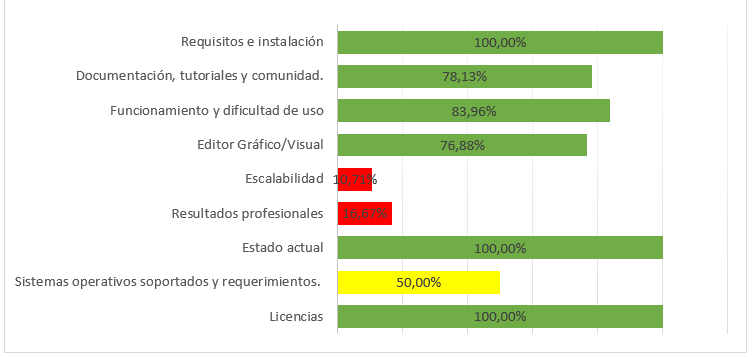 Requisitos e instalación
100,00%
Documentación, tutoriales y comunidad.
78,13%
Funcionamiento y dificultad de uso
83,96%
Editor Gráfico/Visual
76,88%
Escalabilidad
10,71%
Resultados profesionales
16,67%
Estado actual
100,00%
Sistemas operativos soportados y requerimientos.
50,00%
Licencias
100,00%